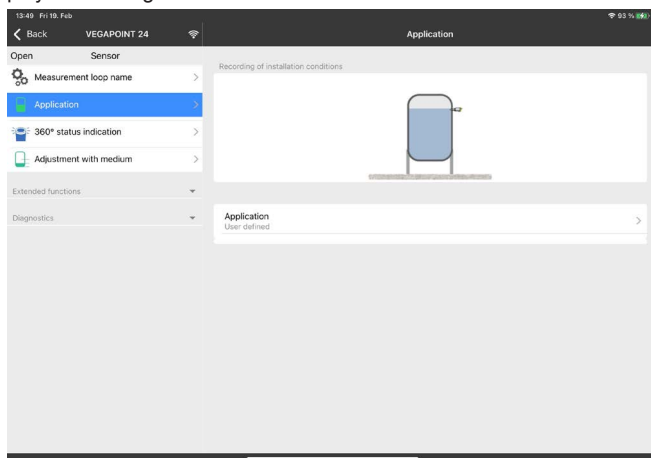 13:49 Fri 19. Feb
93 %
Back VEGAPOINT 24
Application
Open Sensor
Measurement loop name
Application
360° status indication
Adjustment with medium
Extended functions
Diagnostics
Recording of installation conditions
Application
User defined